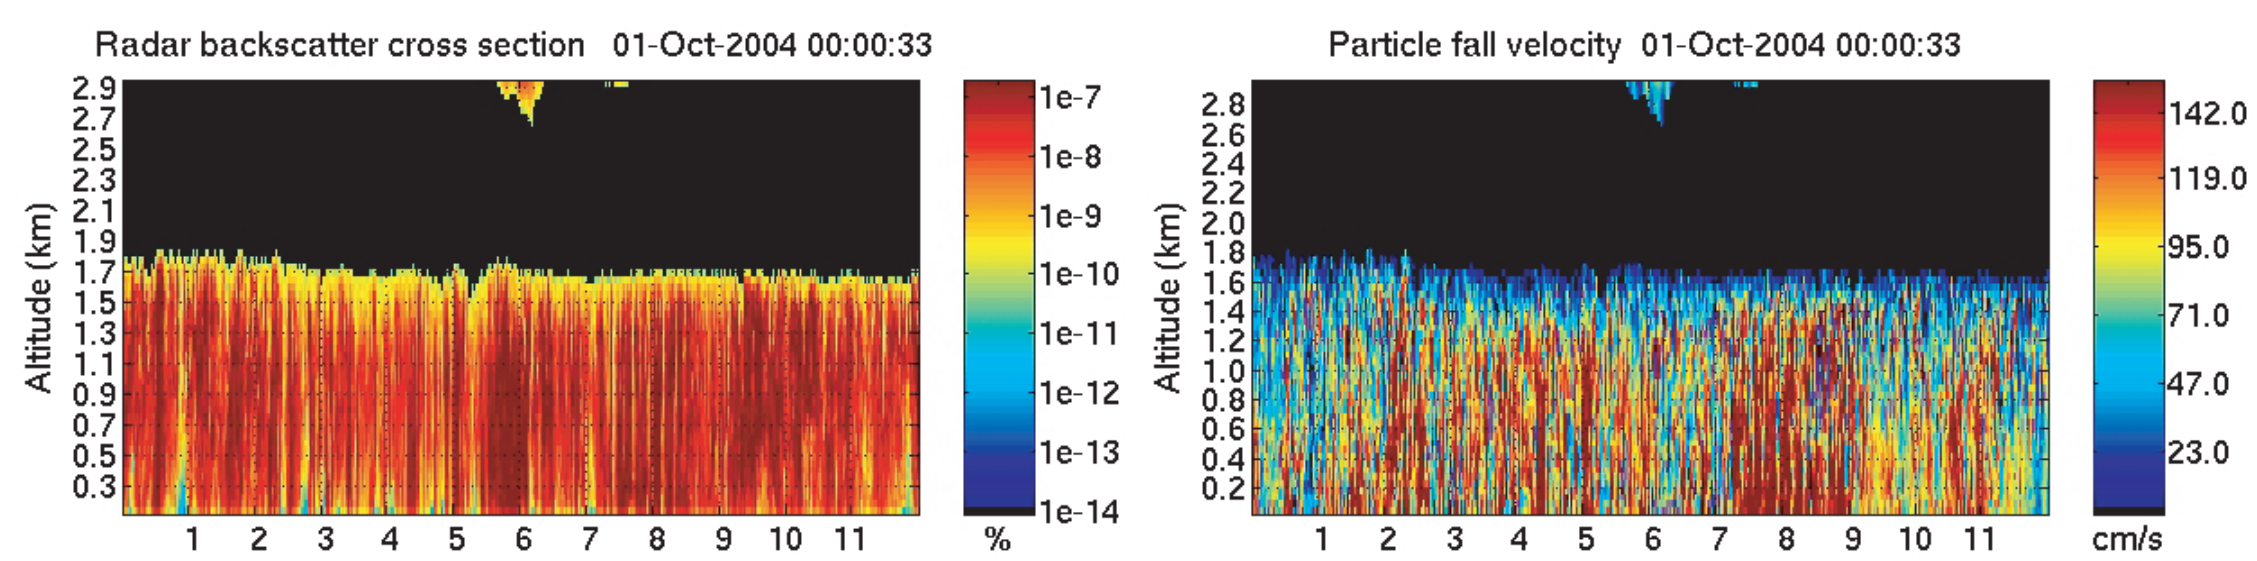 Radar backscatter cross section 01-Oct-2004 00:00:33
Altitude (km)
2.9
2.7
2.5
2.3
2.1
1.9
1.7
1.5
1.3
1.1
0.9
0.7
0.5
0.3
1 2 3 4 5 6 7 8 9 10 11
1e-7
1e-8
1e-9
1e-10
1e-11
1e-12
1e-13
1e-14
%
Particle fall velocity 01-Oct-2004 00:00:33
Altitude (km)
2.8
2.6
2.4
2.2
2.0
1.8
1.6
1.4
1.2
1.0
0.8
0.6
0.4
0.2
1 2 3 4 5 6 7 8 9 10 11
142.0
119.0
95.0
71.0
47.0
23.0
cm/s